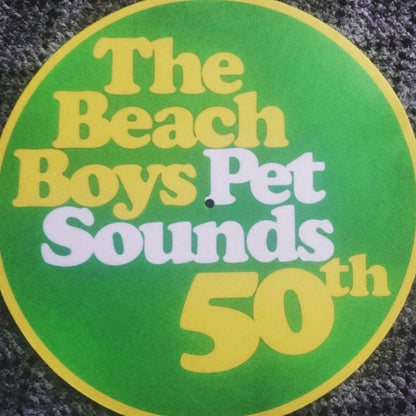 The
Beach
Boys Pet
Sounds
50th